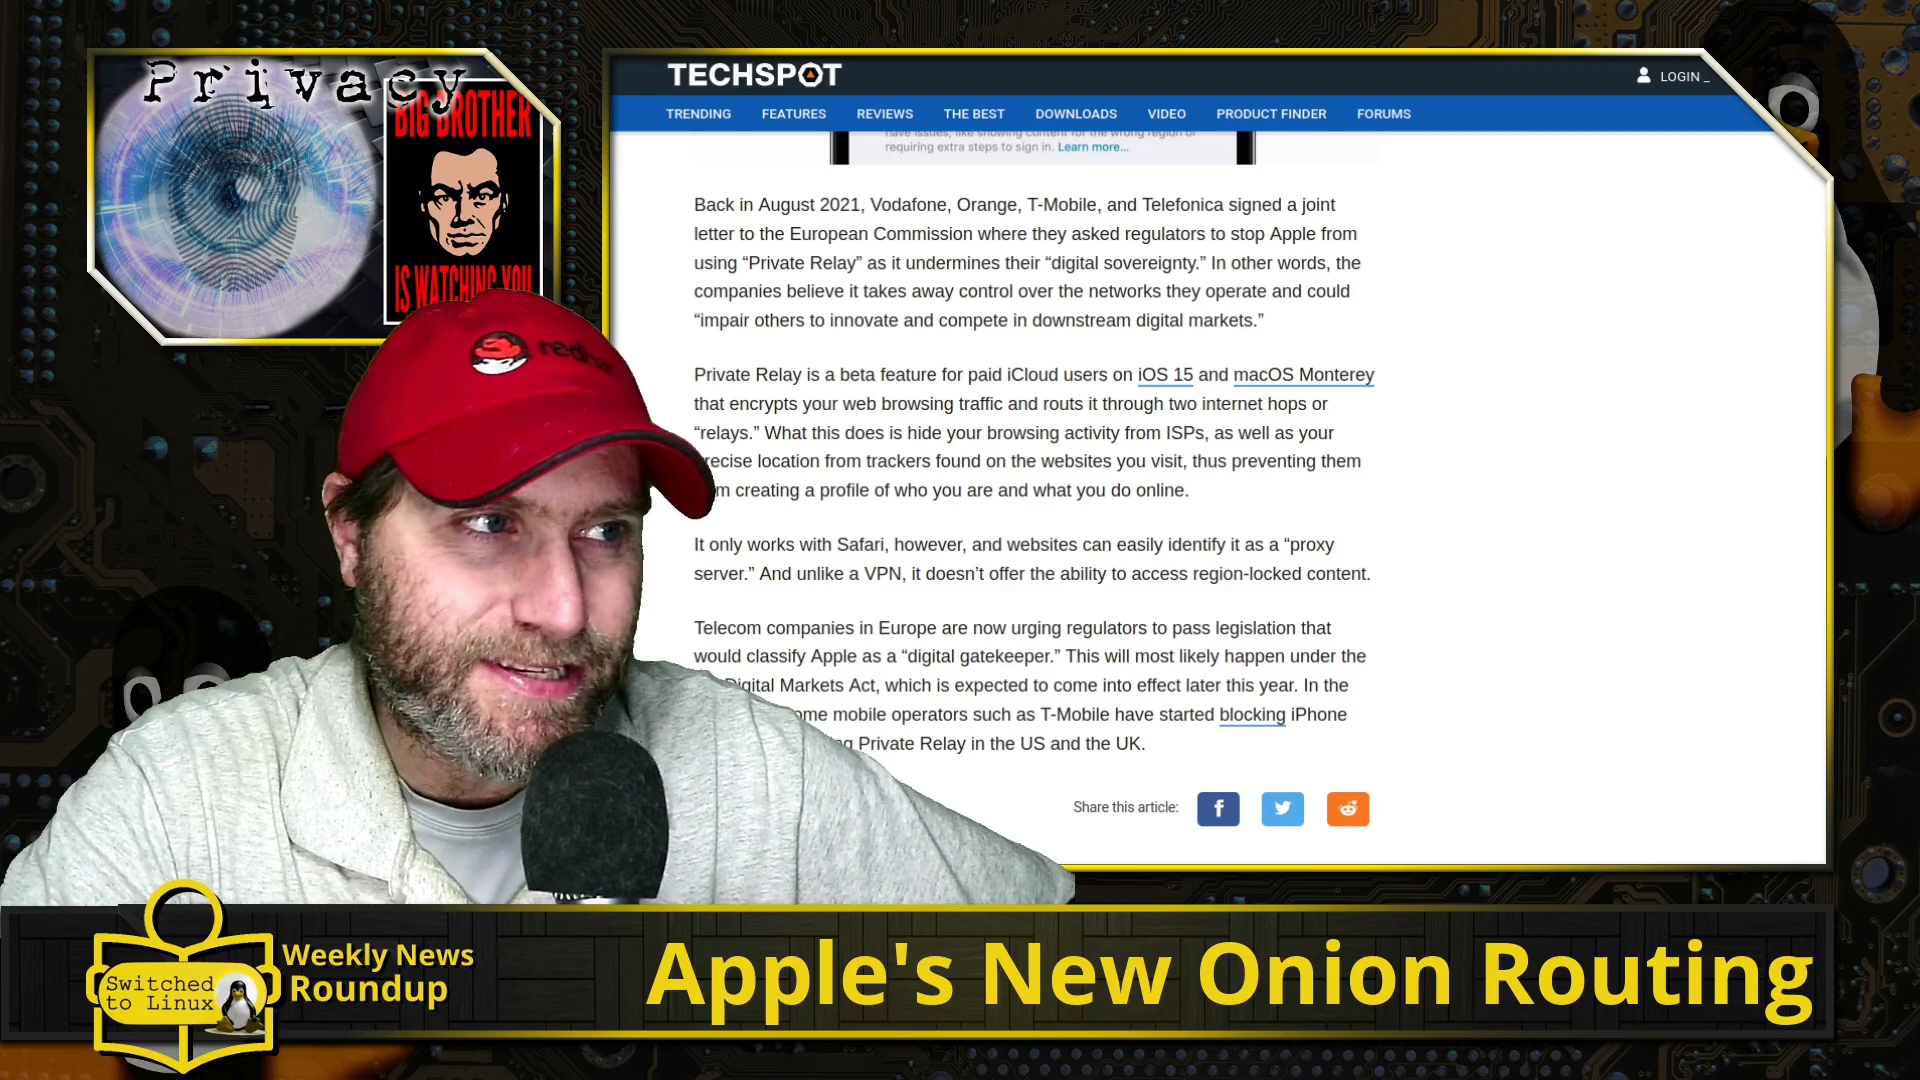 Privacy
BIG BROTHER
IS WATCHING YOU
TECHSPOT
LOGIN _
TRENDING FEATURES REVIEWS THE BEST DOWNLOADS VIDEO PRODUCT FINDER FORUMS
have issues, like showing content for the wrong region or
requiring extra steps to sign in. Learn more...
Back in August 2021, Vodafone, Orange, T-Mobile, and Telefonica signed a joint
letter to the European Commission where they asked regulators to stop Apple from
using “Private Relay” as it undermines their “digital sovereignty.” In other words, the
companies believe it takes away control over the networks they operate and could
“impair others to innovate and compete in downstream digital markets.”
Private Relay is a beta feature for paid iCloud users on iOS 15 and macOS Monterey
that encrypts your web browsing traffic and routes it through two internet hops or
“relays.” What this does is hide your browsing activity from ISPs, as well as your
recise location from trackers found on the websites you visit, thus preventing them
m creating a profile of who you are and what you do online.
It only works with Safari, however, and websites can easily identify it as a “proxy
server.” And unlike a VPN, it doesn’t offer the ability to access region-locked content.
Telecom companies in Europe are now urging regulators to pass legislation that
would classify Apple as a “digital gatekeeper.” This will most likely happen under the
Digital Markets Act, which is expected to come into effect later this year. In the
ome mobile operators such as T-Mobile have started blocking iPhone
ng Private Relay in the US and the UK.
Share this article:
redhat
Switched
to Linux
Weekly News
Roundup
Apple's New Onion Routing